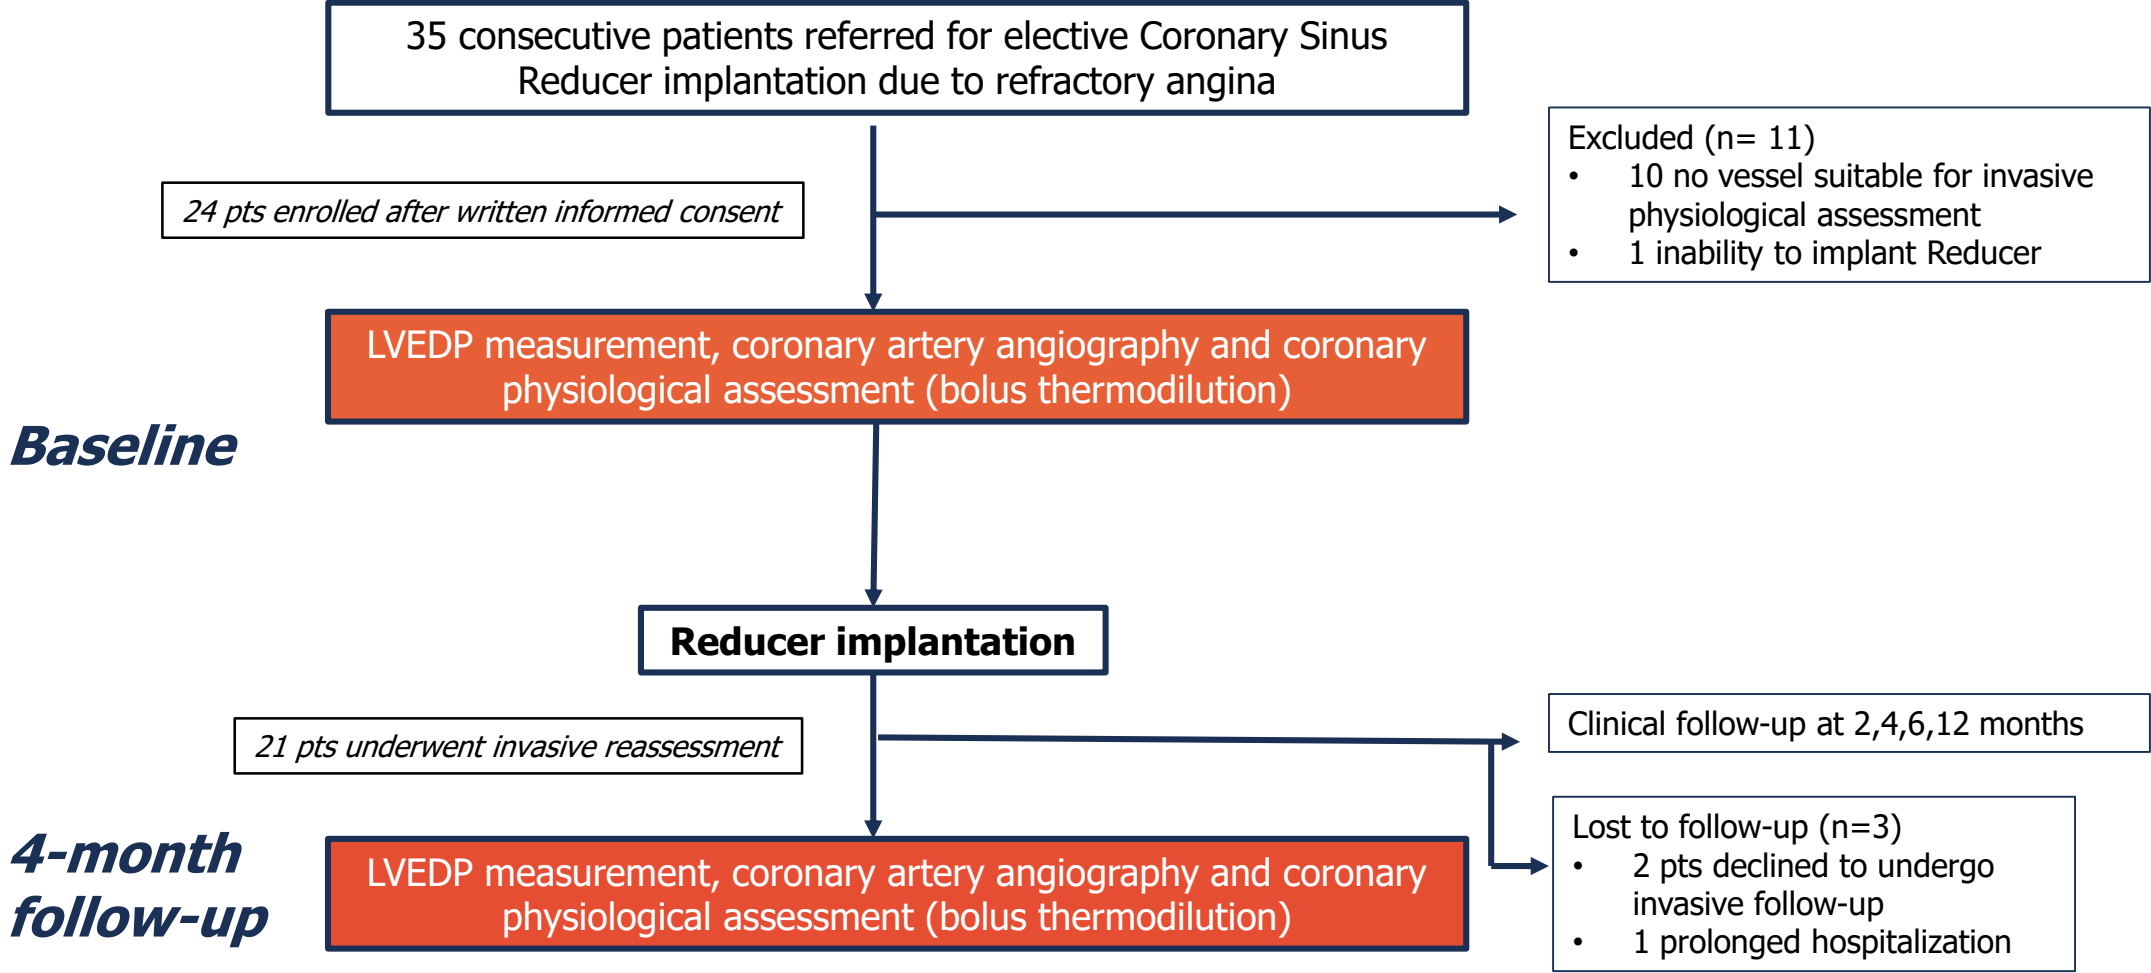 35 consecutive patients referred for elective Coronary Sinus
Reducer implantation due to refractory angina
Excluded (n= 11)
• 10 no vessel suitable for invasive
physiological assessment
• 1 inability to implant Reducer
24 pts enrolled after written informed consent
LVEDP measurement, coronary artery angiography and coronary
physiological assessment (bolus thermodilution)
Baseline
Reducer implantation
21 pts underwent invasive reassessment
Clinical follow-up at 2,4,6,12 months
Lost to follow-up (n=3)
• 2 pts declined to undergo
invasive follow-up
• 1 prolonged hospitalization
4-month
follow-up
LVEDP measurement, coronary artery angiography and coronary
physiological assessment (bolus thermodilution)